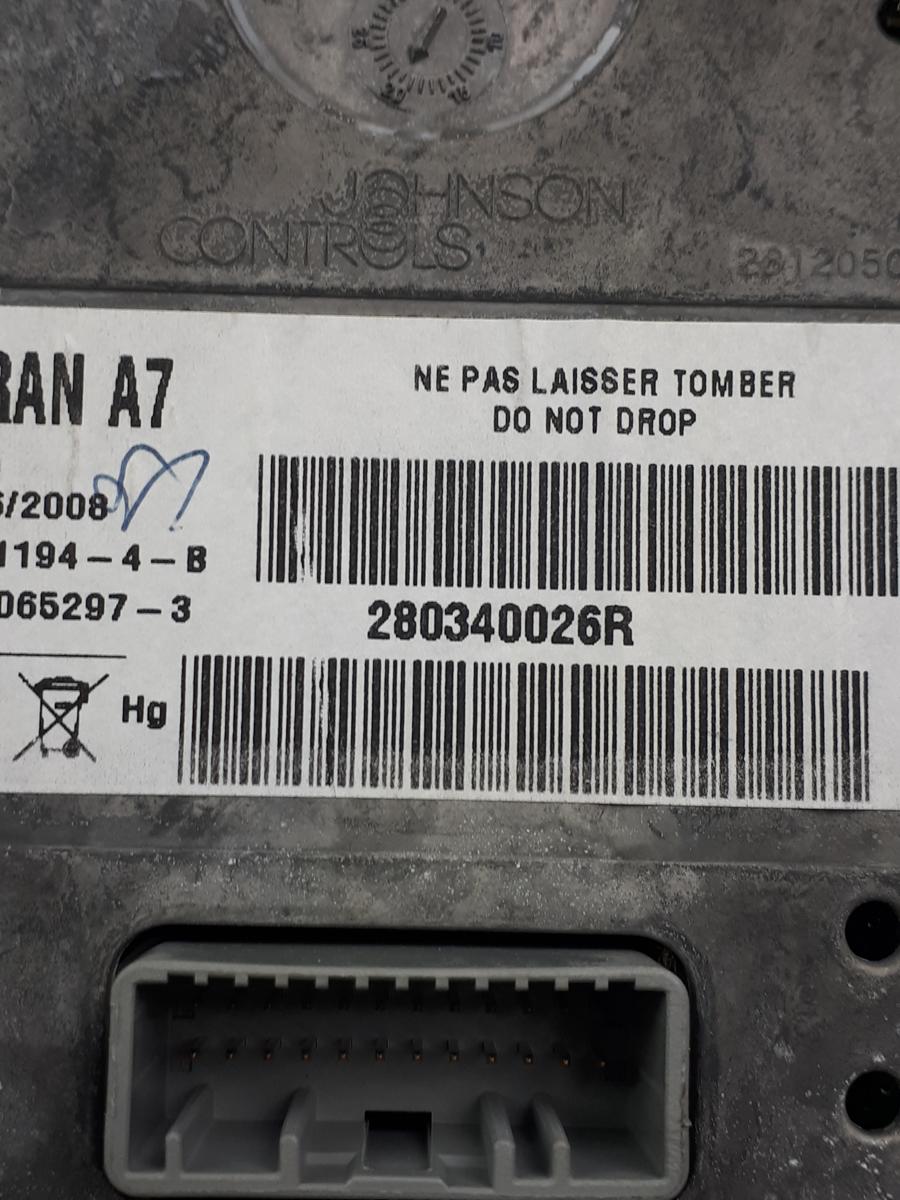 JOHNSON
CONTROLS
RAN A7
NE PAS LAISSER TOMBER
DO NOT DROP
/2008
1194-4-B
065297-3
280340026R
Hg